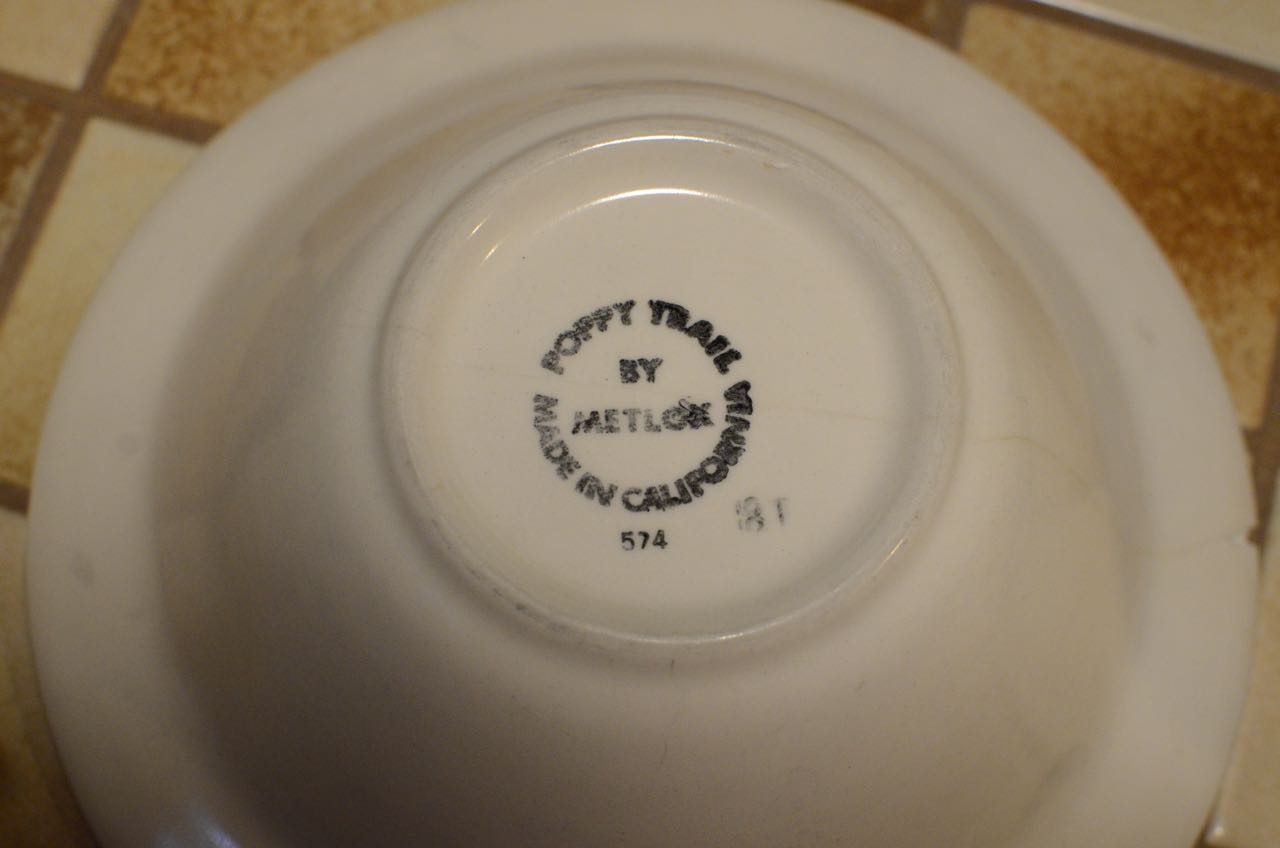 POPPY TRAIL
BY
METLOX
MADE IN CALIFORNIA
574